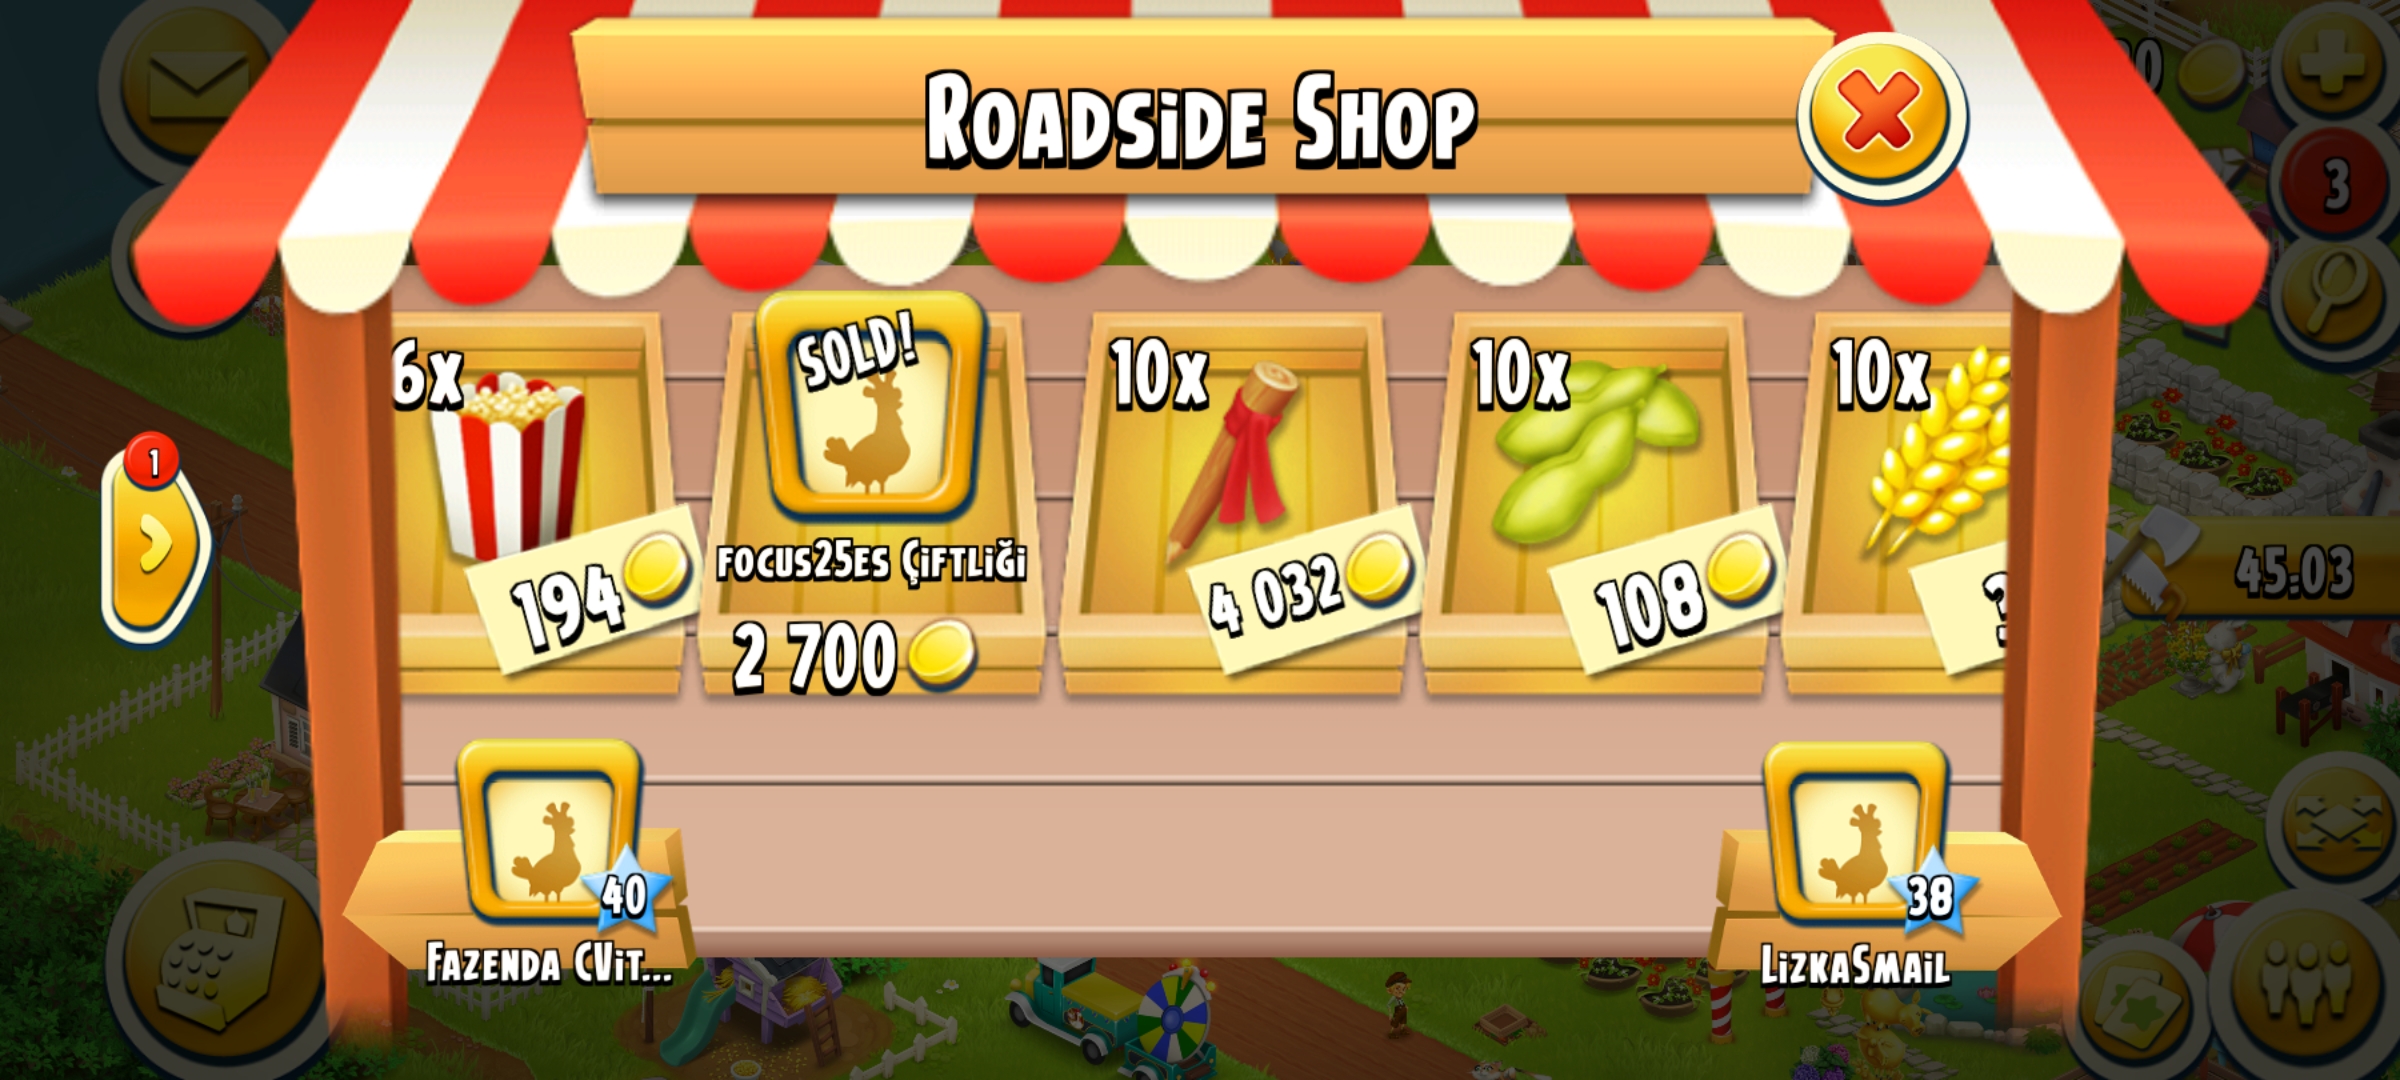 Roadside Shop
3
6x
194
SOLD!
focus25es Çiftliği
2 700
10x
4 032
10x
108
10x
1
45:03
40
Fazenda CVit...
38
LizkaSmail